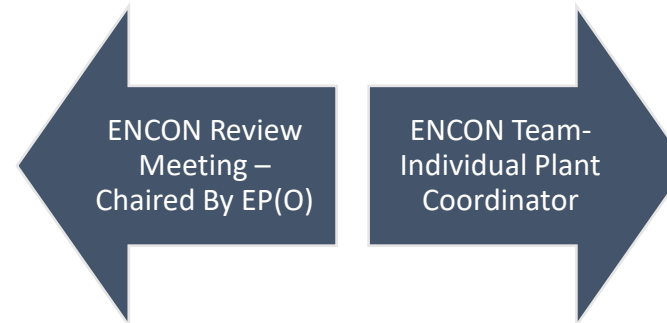 ENCON Review
Meeting –
Chaired By EP(O)
ENCON Team-
Individual Plant
Coordinator